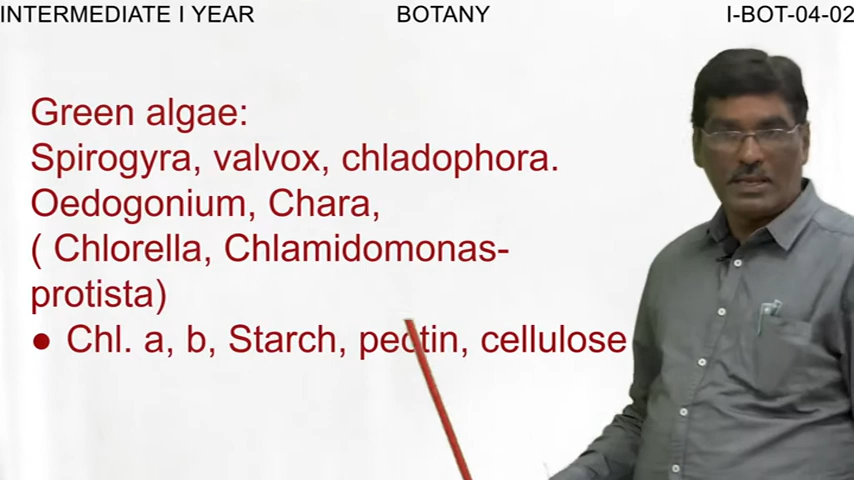 INTERMEDIATE I YEAR BOTANY I-BOT-04-02
Green algae:
Spirogyra, valvox, chladophora.
Oedogonium, Chara,
( Chlorella, Chlamidomonas-
protista)
● Chl. a, b, Starch, pectin, cellulose